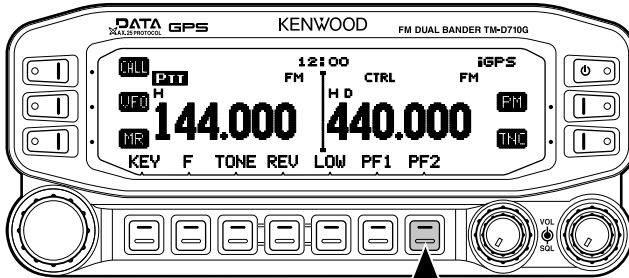 DATA GPS KENWOOD FM DUAL BANDER TM-D710G
AX.25 PROTOCOL
CALL 12:00 iGPS
PTT FM CTRL FM
VFO H H D PM
144.000 440.000
MR TNC
KEY F TONE REV LOW PF1 PF2
VOL
SQL